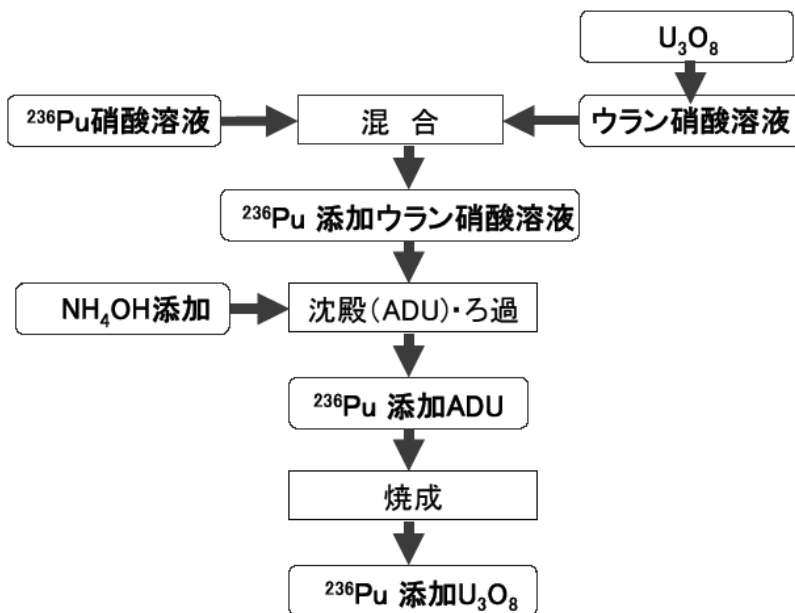 U₃O₈
²³⁶Pu硝酸溶液
混 合
ウラン硝酸溶液
²³⁶Pu 添加ウラン硝酸溶液
NH₄OH添加
沈殿(ADU)・ろ過
²³⁶Pu 添加ADU
焼成
²³⁶Pu 添加U₃O₈